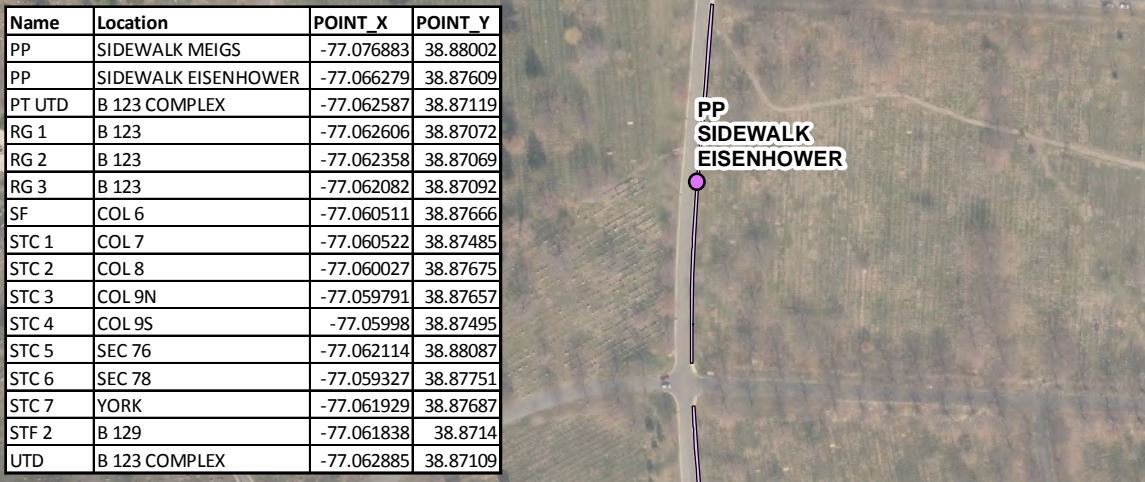 Name Location POINT_X POINT_Y
PP SIDEWALK MEIGS -77.076883 38.88002
PP SIDEWALK EISENHOWER -77.066279 38.87609
PT UTD B 123 COMPLEX -77.062587 38.87119
RG 1 B 123 -77.062606 38.87072
RG 2 B 123 -77.062358 38.87069
RG 3 B 123 -77.062082 38.87092
SF COL 6 -77.060511 38.87666
STC 1 COL 7 -77.060522 38.87485
STC 2 COL 8 -77.060027 38.87675
STC 3 COL 9N -77.059791 38.87657
STC 4 COL 9S -77.05998 38.87495
STC 5 SEC 76 -77.062114 38.88087
STC 6 SEC 78 -77.059327 38.87751
STC 7 YORK -77.061929 38.87687
STF 2 B 129 -77.061838 38.8714
UTD B 123 COMPLEX -77.062885 38.87109
PP
SIDEWALK
EISENHOWER